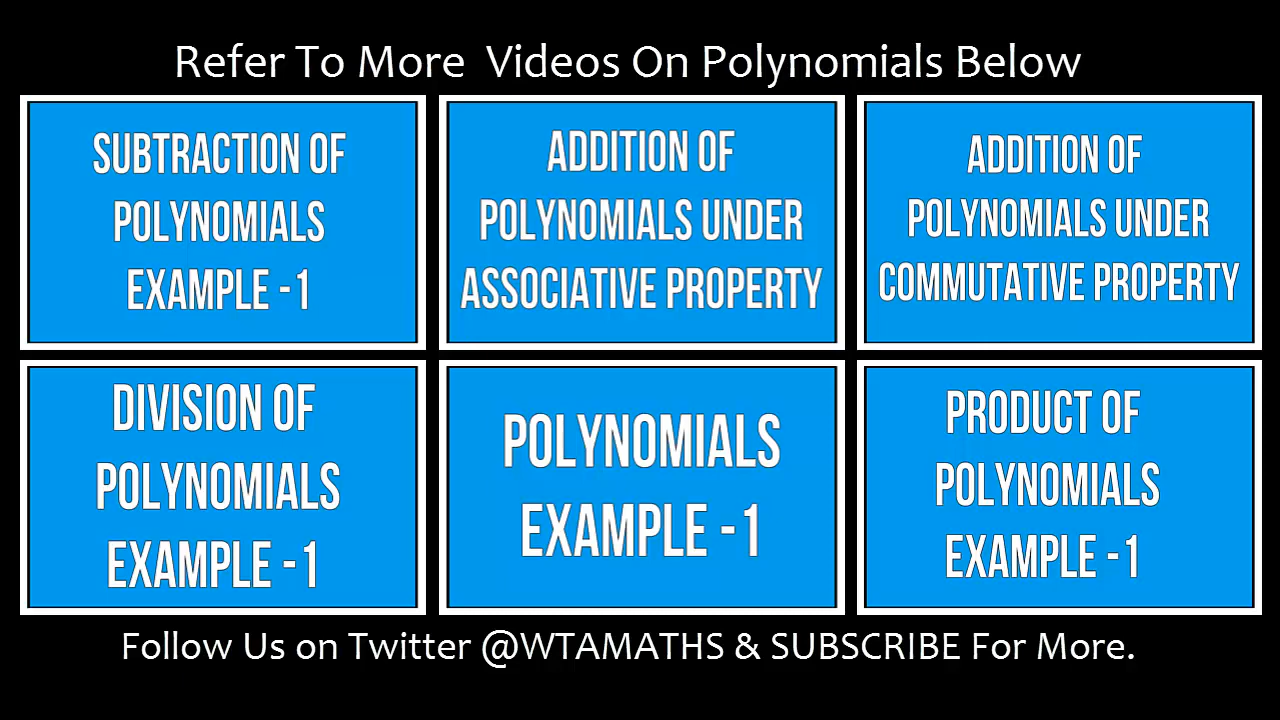 Refer To More  Videos On Polynomials Below
SUBTRACTION OF
POLYNOMIALS
EXAMPLE -1
ADDITION OF
POLYNOMIALS UNDER
ASSOCIATIVE PROPERTY
ADDITION OF
POLYNOMIALS UNDER
COMMUTATIVE PROPERTY
DIVISION OF
POLYNOMIALS
EXAMPLE -1
POLYNOMIALS
EXAMPLE -1
PRODUCT OF
POLYNOMIALS
EXAMPLE -1
Follow Us on Twitter @WTAMATHS & SUBSCRIBE For More.